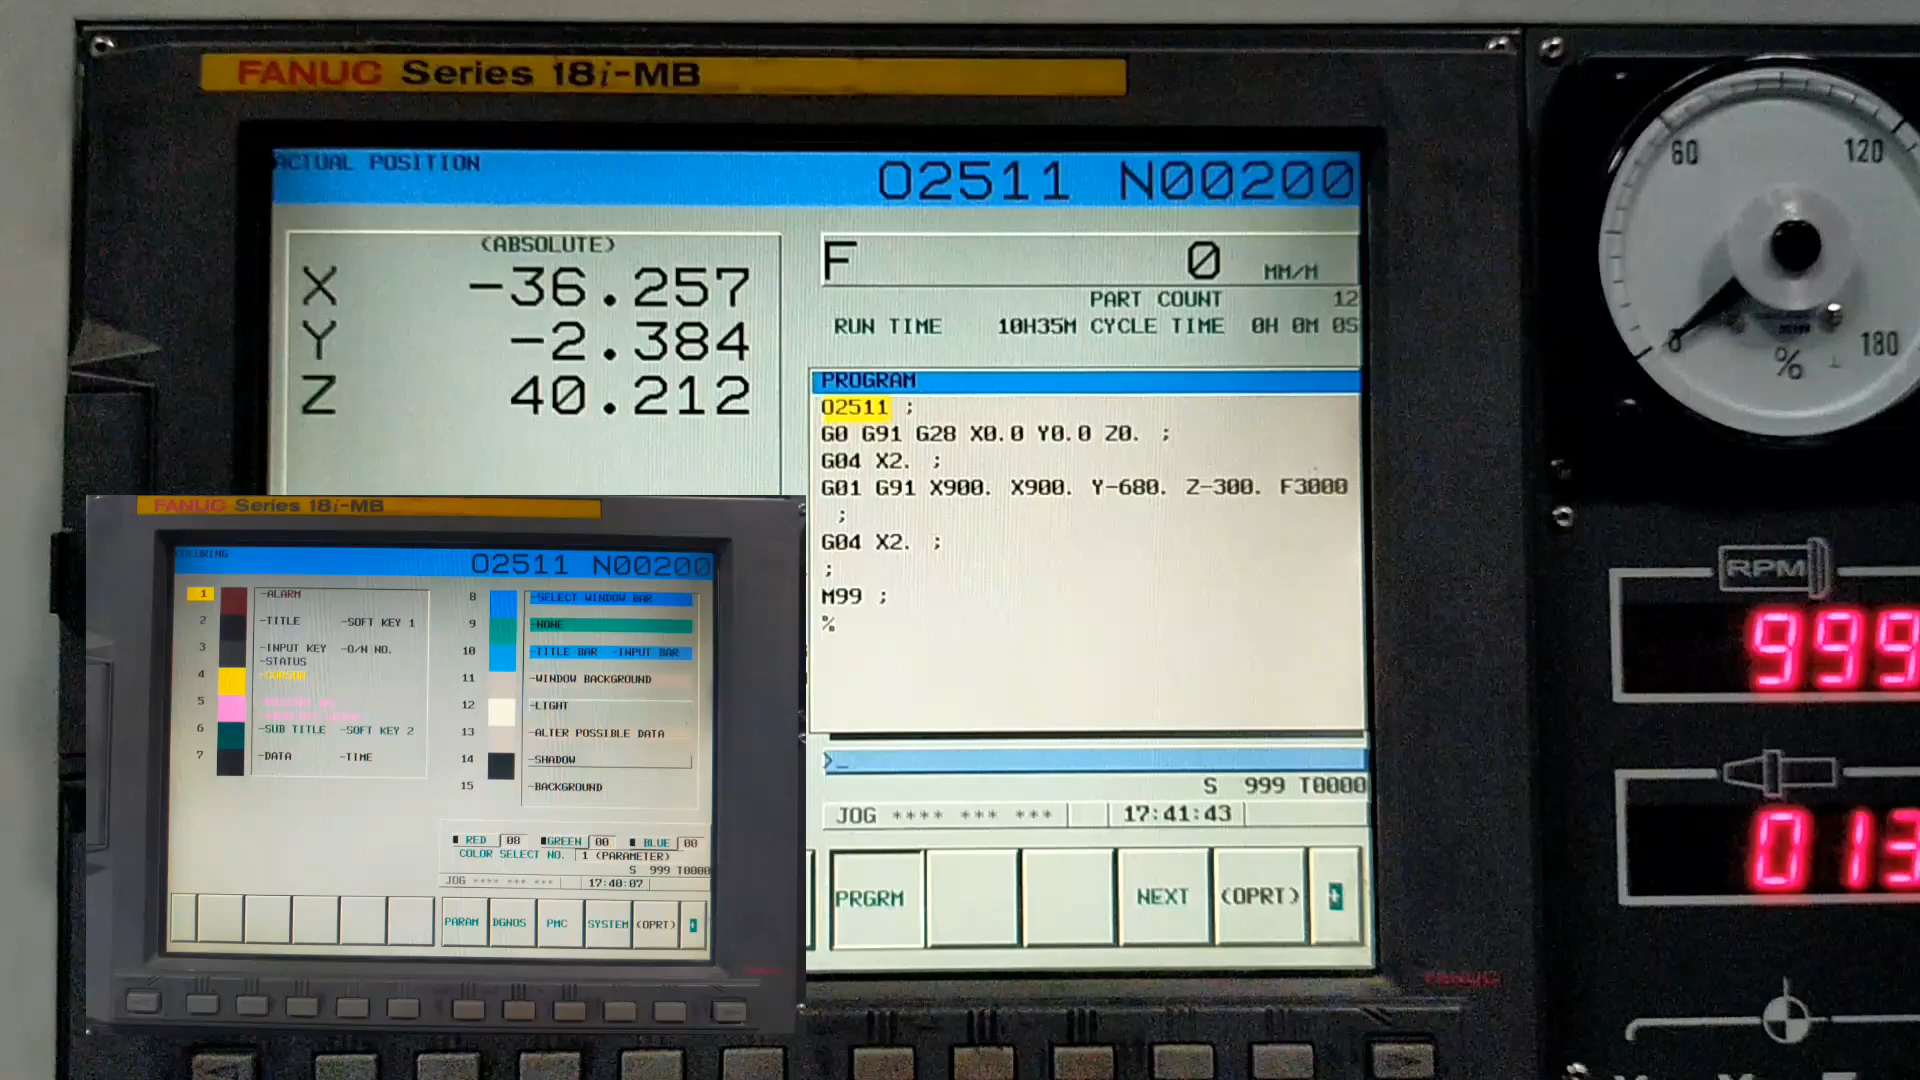 FANUC Series 18i-MB
ACTUAL POSITION
O2511 N00200
(ABSOLUTE)
X -36.257
Y -2.384
Z 40.212
F 0 MM/M
PART COUNT 12
RUN TIME 10H35M CYCLE TIME 0H 0M 0S
PROGRAM
O2511 ;
G0 G91 G28 X0.0 Y0.0 Z0. ;
G04 X2. ;
G01 G91 X900. X900. Y-680. Z-300. F3000
;
G04 X2. ;
;
M99 ;
%
>_
S 999 T0000
JOG **** *** ***
17:41:43
PRGRM
NEXT
(OPRT)
+
FANUC
60
120
0
180
%
RPM
999
013
FANUC Series 18i-MB
COLORING
O2511 N00200
1 -ALARM
2 -TITLE -SOFT KEY 1
3 -INPUT KEY -O/N NO.
-STATUS
4 -CURSOR
5
6 -SUB TITLE -SOFT KEY 2
7 -DATA -TIME
8 -SELECT WINDOW BAR
9 -NONE
10 -TITLE BAR -INPUT BAR
11 -WINDOW BACKGROUND
12 -LIGHT
13 -ALTER POSSIBLE DATA
14 -SHADOW
15 -BACKGROUND
RED 08 GREEN 00 BLUE 00
COLOR SELECT NO. 1 (PARAMETER)
S 999 T0000
JOG **** *** ***
17:40:07
PARAM
DGNOS
PMC
SYSTEM
(OPRT)
+